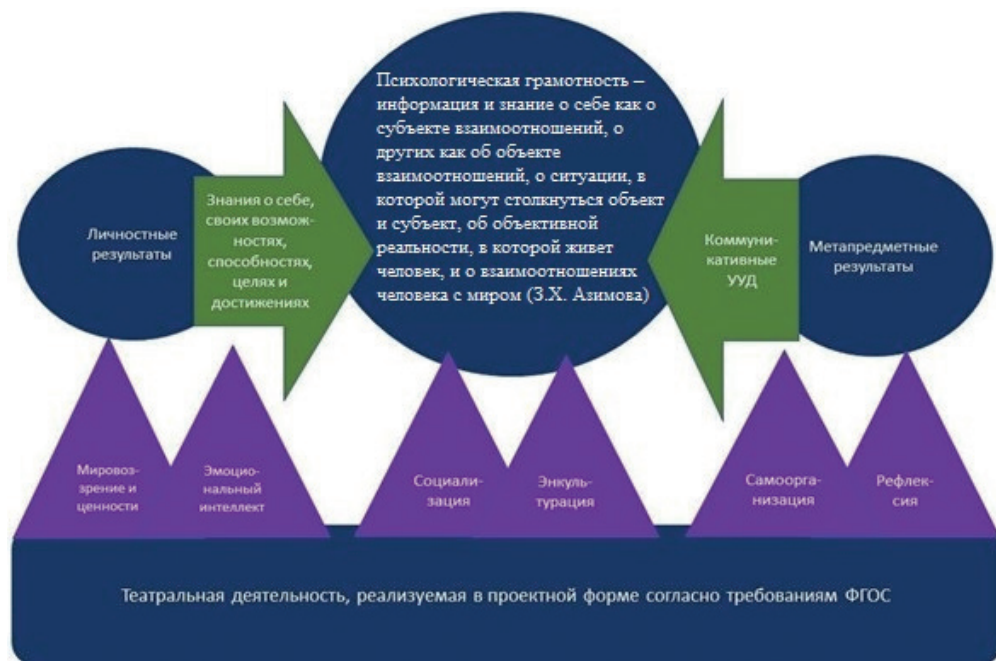 Психологическая грамотность –
информация и знание о себе как о
субъекте взаимоотношений, о
других как об объекте
взаимоотношений, о ситуации, в
которой могут столкнуться объект
и субъект, об объективной
реальности, в которой живет
человек, и о взаимоотношениях
человека с миром (З.Х. Азимова)
Личностные
результаты
Знания о себе,
своих возмож-
ностях,
способностях,
целях и
достижениях
Коммуни-
кативные
УУД
Метапредметные
результаты
Мировоз-
зрение и
ценности
Эмоцио-
нальный
интеллект
Социали-
зация
Энкуль-
турация
Самоорга-
низация
Рефлек-
сия
Театральная деятельность, реализуемая в проектной форме согласно требованиям ФГОС